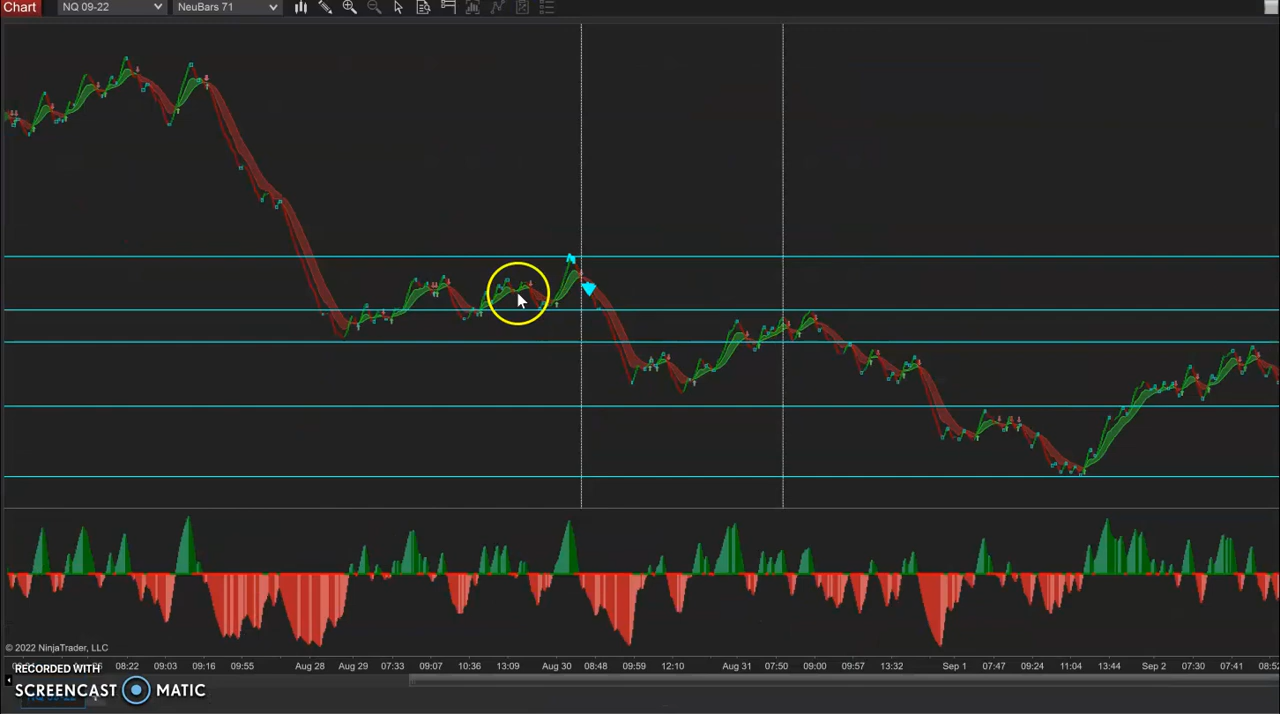 Chart NQ 09-22 NeuBars 71
© 2022 NinjaTrader, LLC
08:22 09:03 09:16 09:55 Aug 28 Aug 29 07:33 09:07 10:36 13:09 Aug 30 08:48 09:59 12:10 Aug 31 07:50 09:00 09:57 13:32 Sep 1 07:47 09:24 11:04 13:44 Sep 2 07:30 07:41 08:52
RECORDED WITH
SCREENCAST MATIC
NQ 09-22